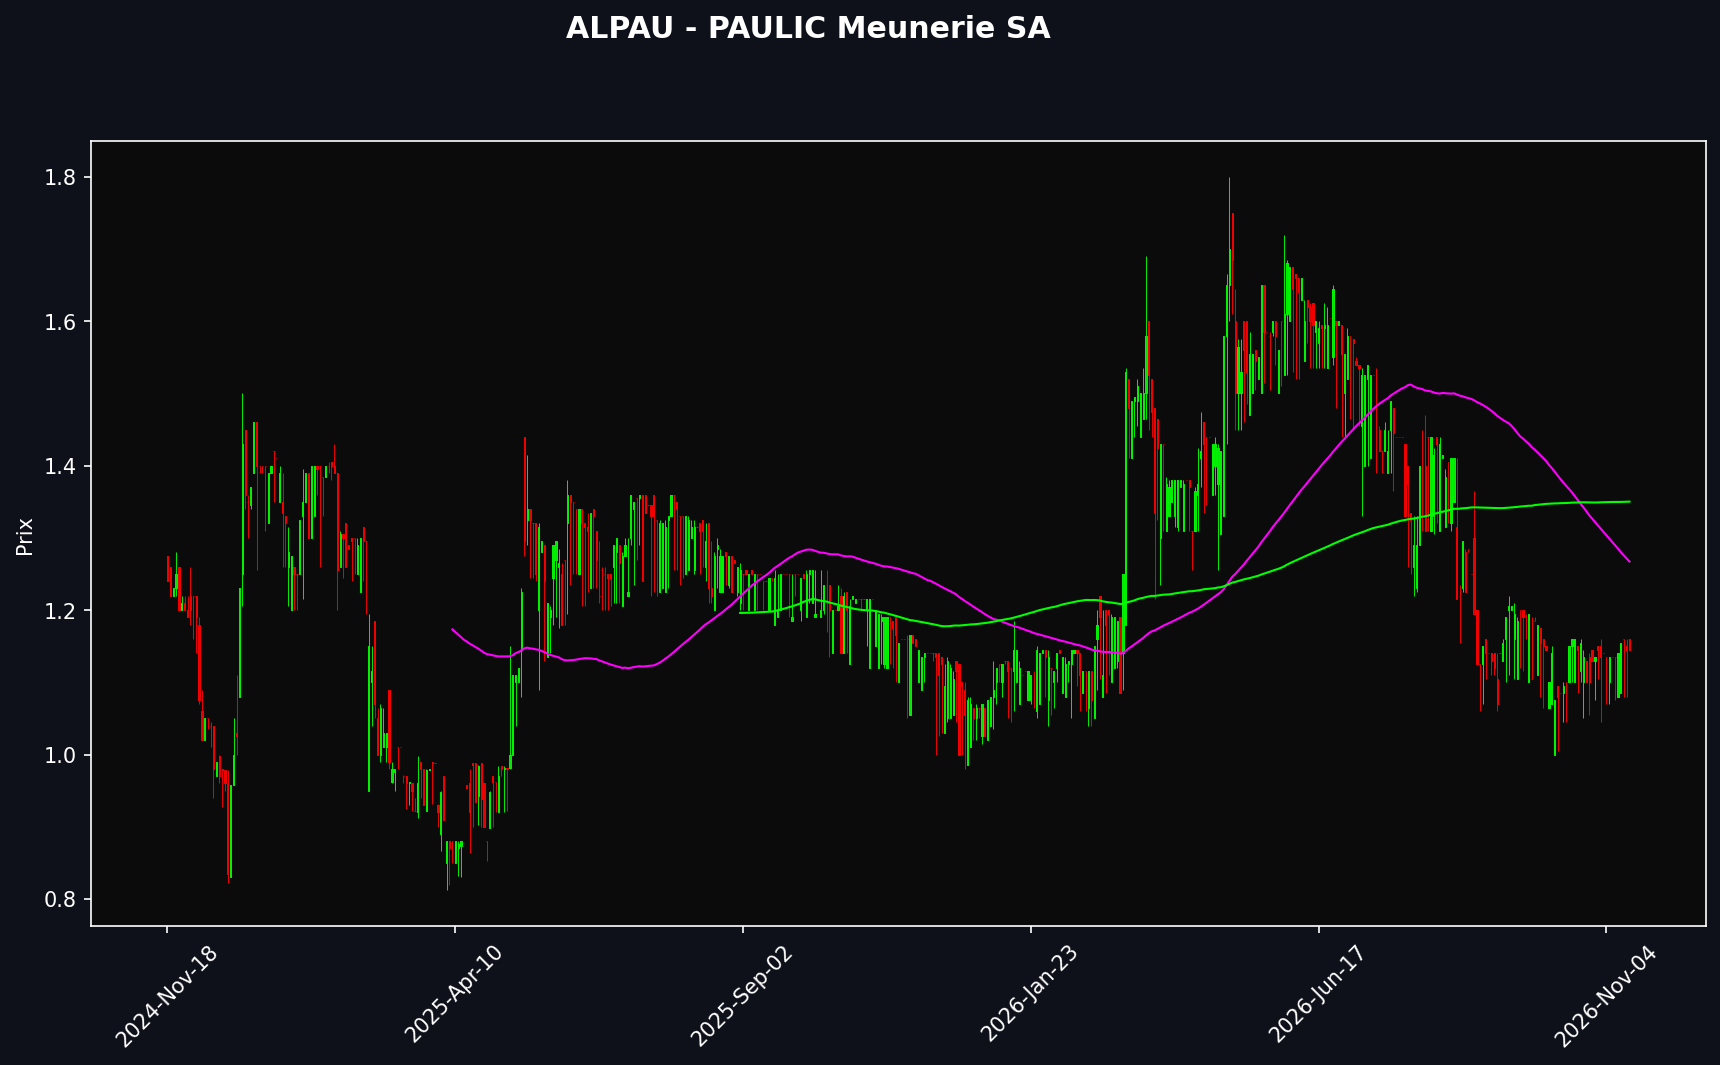 ALPAU - PAULIC Meunerie SA
Prix
1.8
1.6
1.4
1.2
1.0
0.8
2024-Nov-18
2025-Apr-10
2025-Sep-02
2026-Jan-23
2026-Jun-17
2026-Nov-04